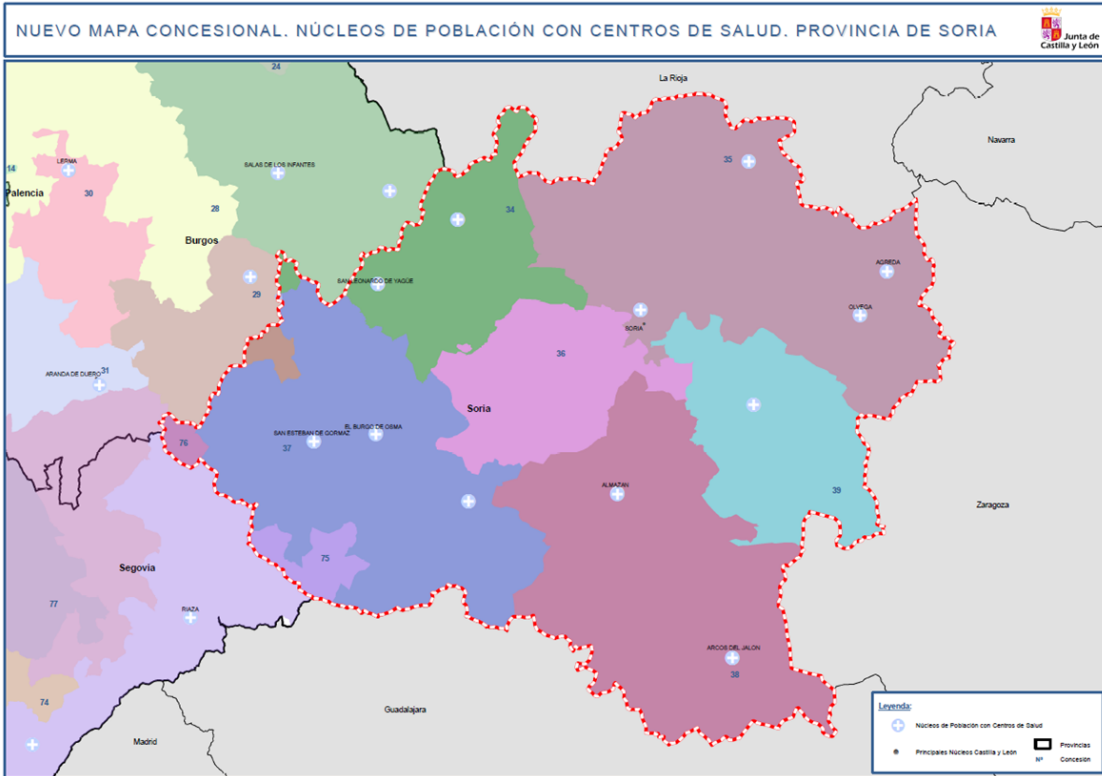 NUEVO MAPA CONCESIONAL. NÚCLEOS DE POBLACIÓN CON CENTROS DE SALUD. PROVINCIA DE SORIA
Junta de
Castilla y León
24
La Rioja
Navarra
35
14
LERMA
SALAS DE LOS INFANTES
Palencia
30
28
34
Burgos
AGREDA
SAN LEONARDO DE YAGÜE
29
OLVEGA
SORIA
36
ARANDA DE DUERO
31
Soria
SAN ESTEBAN DE GORMAZ
EL BURGO DE OSMA
76
37
ALMAZAN
39
Zaragoza
75
Segovia
77
RIAZA
ARCOS DEL JALON
38
74
Guadalajara
Madrid
Leyenda:
Núcleos de Población con Centros de Salud
Principales Núcleos Castilla y León
Provincias
Nº
Concesión